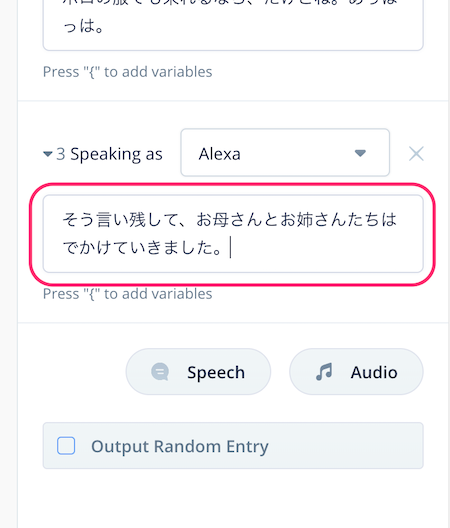 っは。
Press "{" to add variables
3 Speaking as Alexa
そう言い残して、お母さんとお姉さんたちは
でかけていきました。
Press "{" to add variables
Speech Audio
Output Random Entry